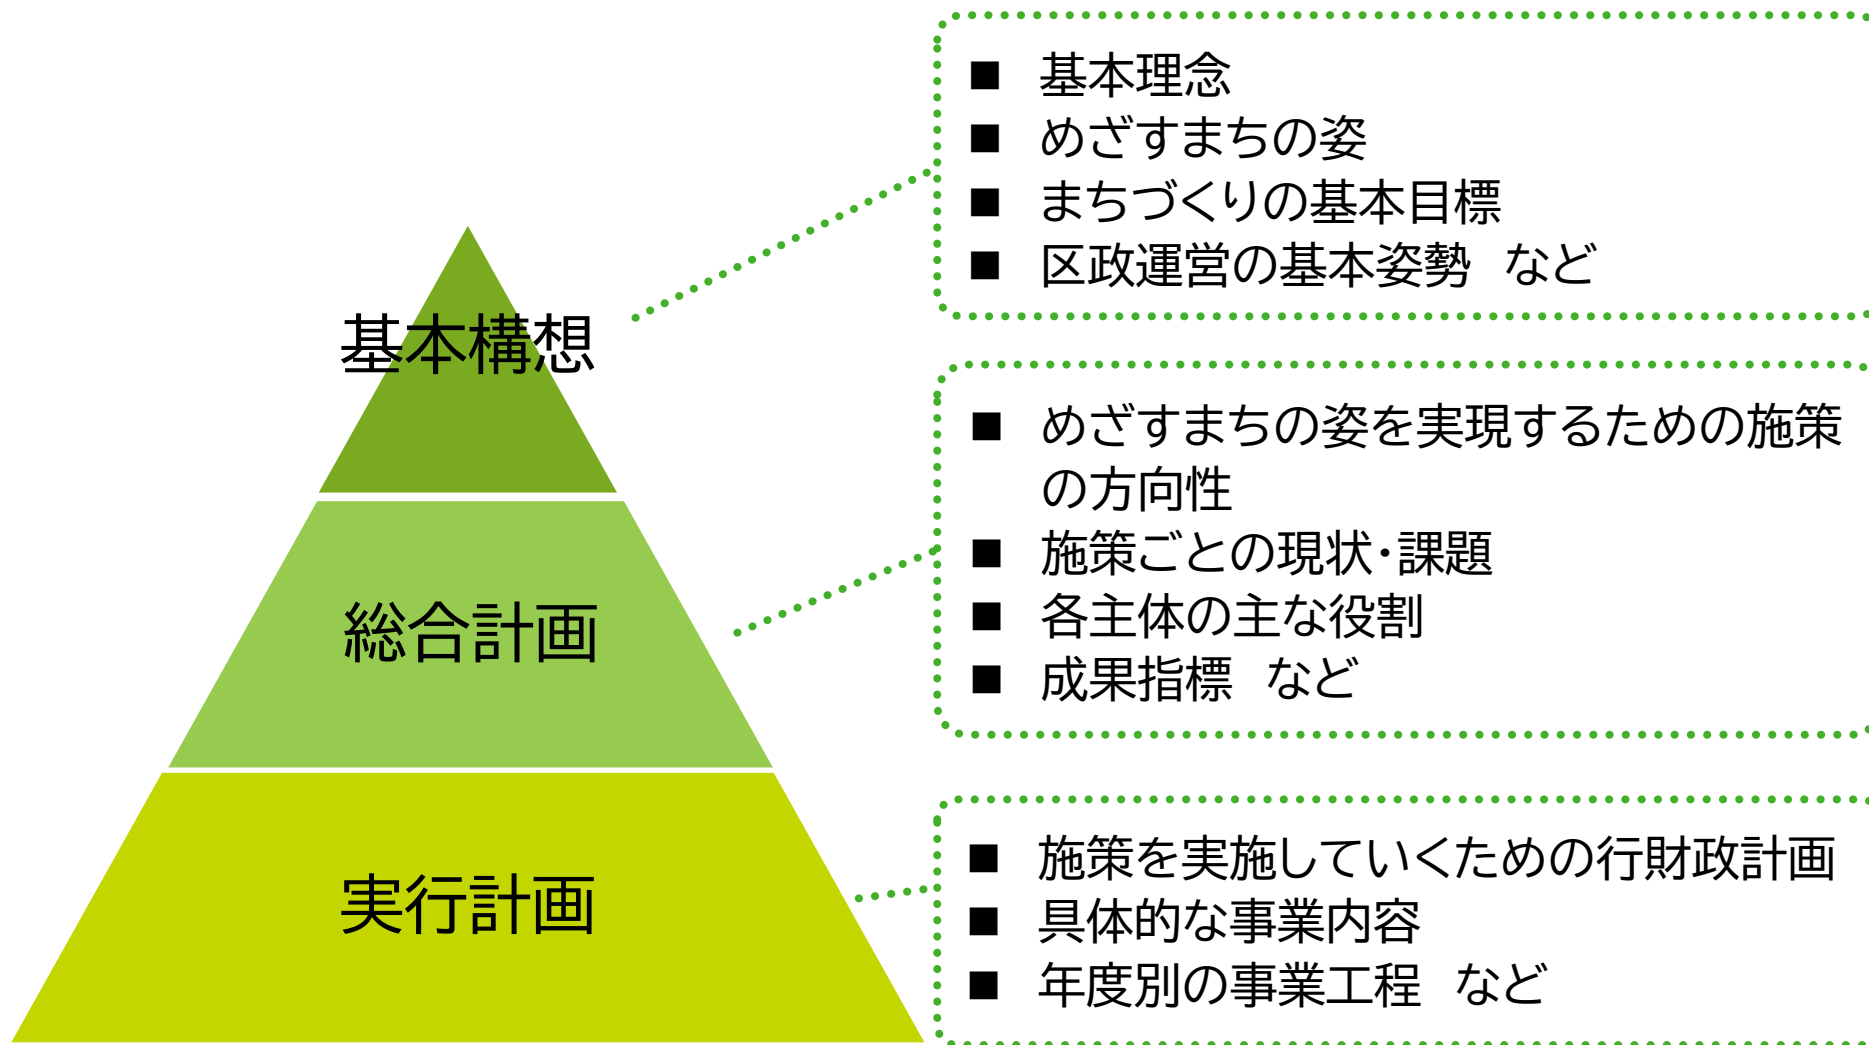 基本構想
■ 基本理念
■ めざすまちの姿
■ まちづくりの基本目標
■ 区政運営の基本姿勢　など
総合計画
■ めざすまちの姿を実現するための施策
の方向性
■ 施策ごとの現状・課題
■ 各主体の主な役割
■ 成果指標　など
実行計画
■ 施策を実施していくための行財政計画
■ 具体的な事業内容
■ 年度別の事業工程　など